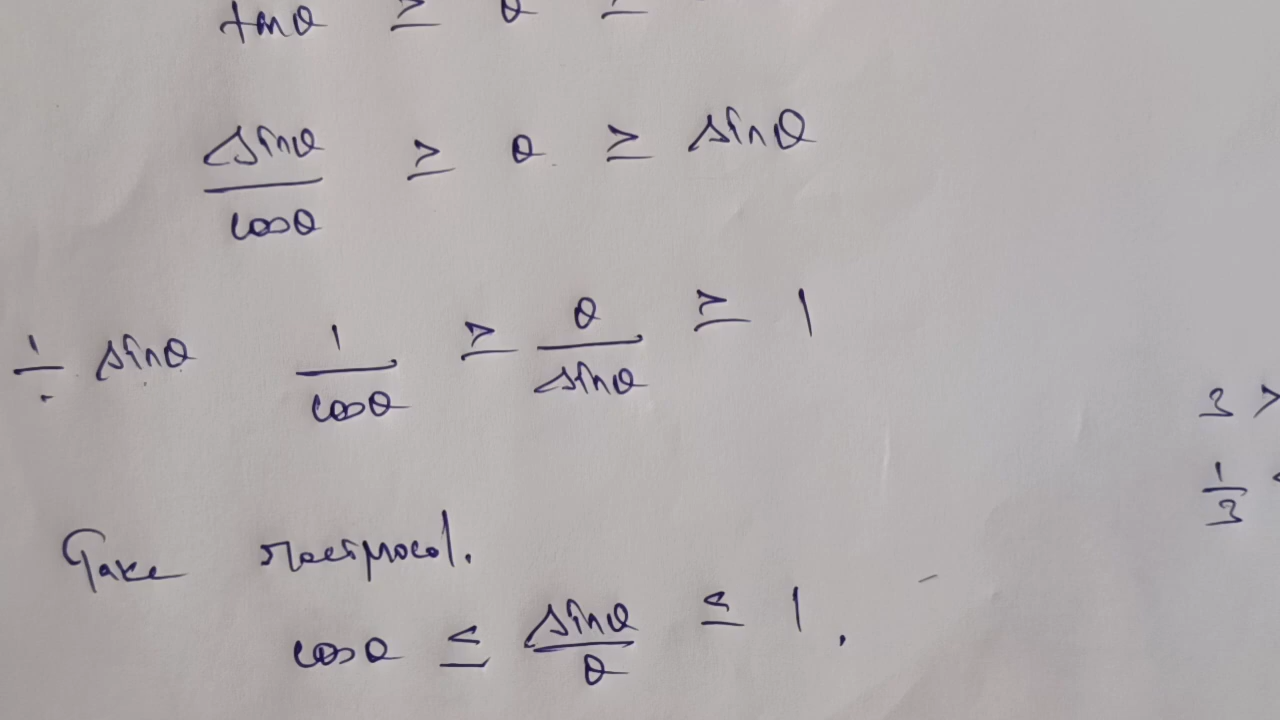 tanθ ≥ θ ≥
sinθ/cosθ ≥ θ ≥ sinθ
÷ sinθ 1/cosθ ≥ θ/sinθ ≥ 1
3 >
1/3 <
Take reciprocal.
cosθ ≤ sinθ/θ ≤ 1.